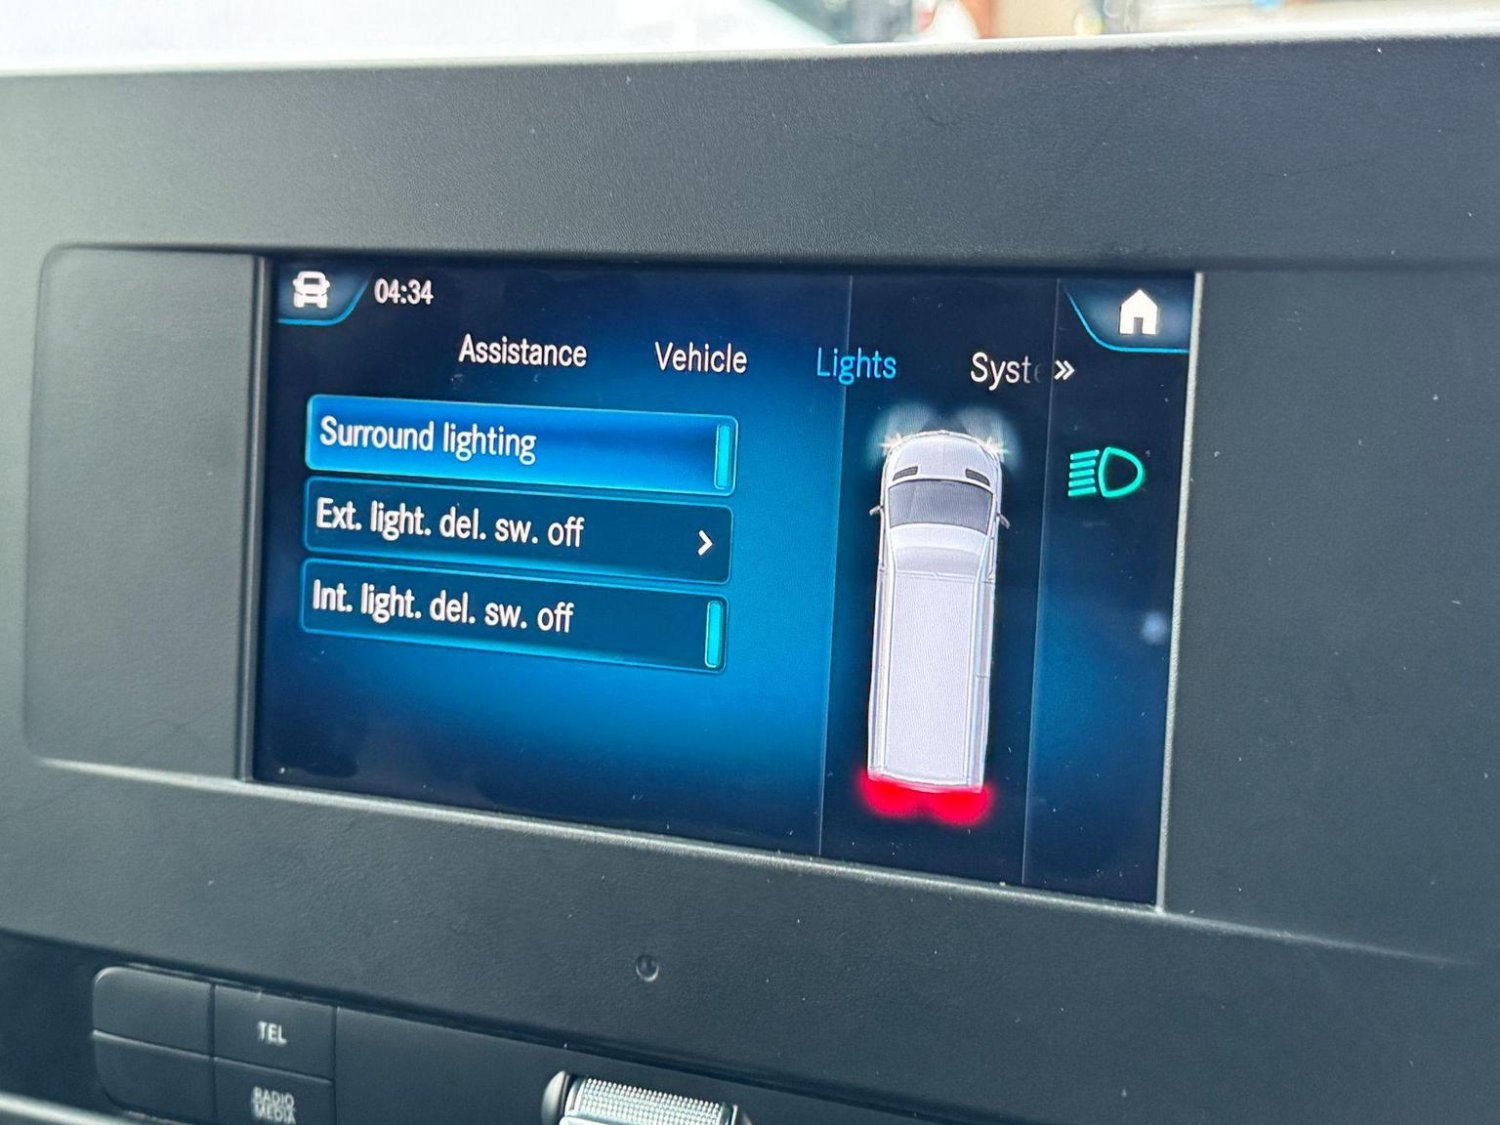 04:34
Assistance Vehicle Lights Syst »
Surround lighting
Ext. light. del. sw. off
Int. light. del. sw. off
TEL
RADIO
MEDIA